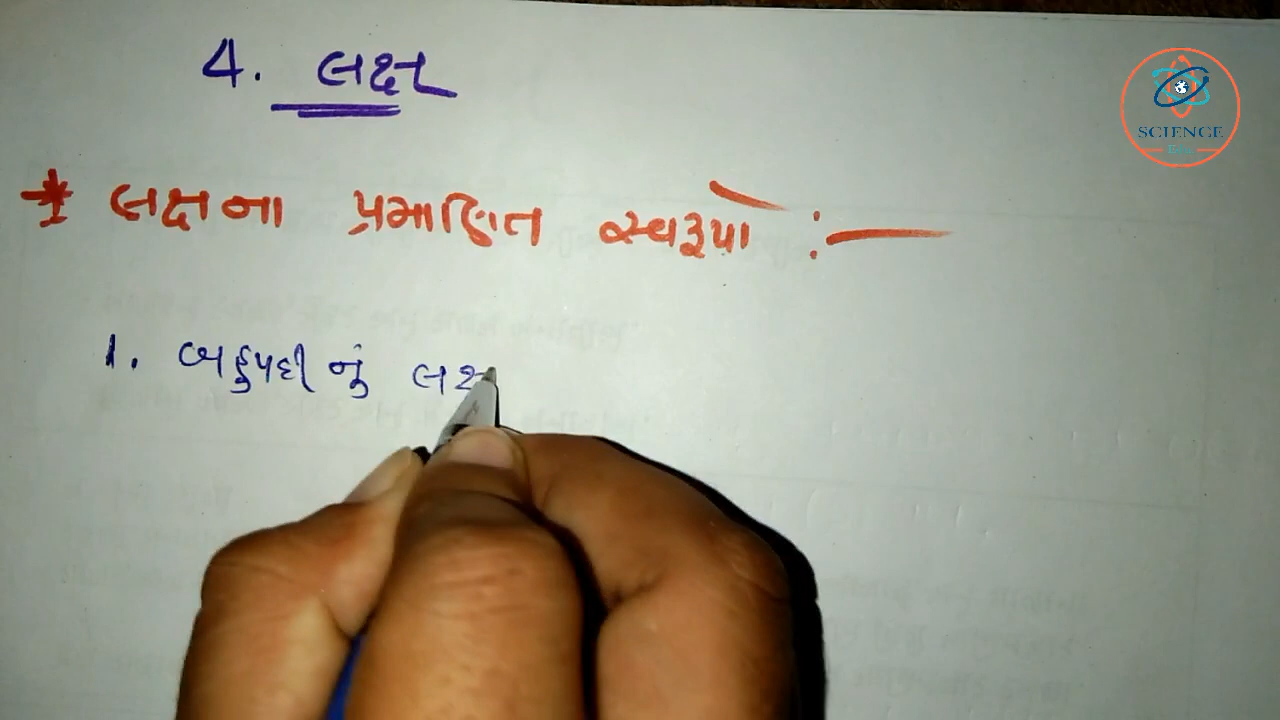 4. લક્ષ
* લક્ષના પ્રમાણિત સ્વરૂપો :—
1. બહુપદીનું
SCIENCE